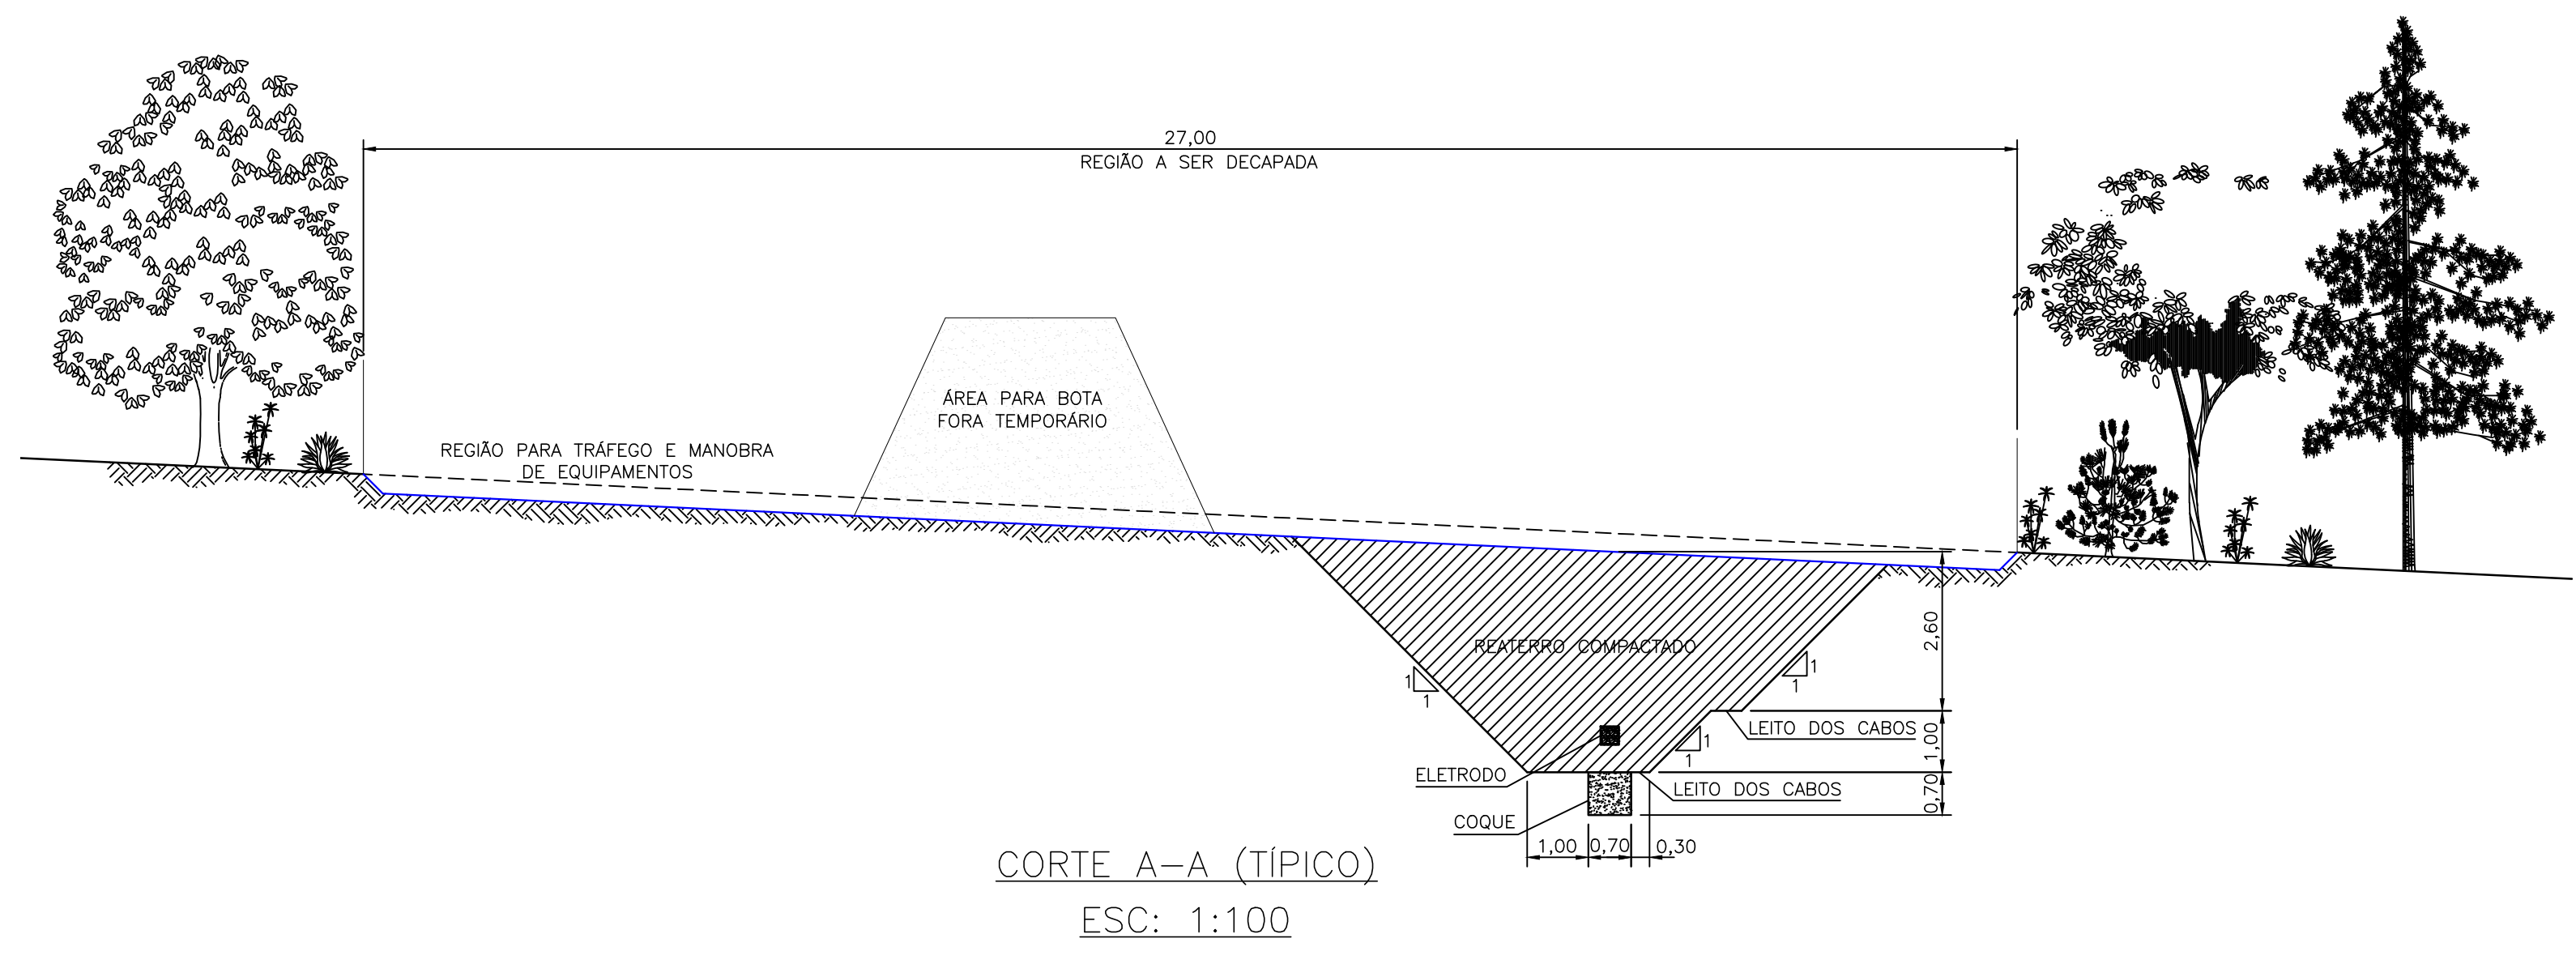 27,00
REGIÃO A SER DECAPADA
ÁREA PARA BOTA
FORA TEMPORÁRIO
REGIÃO PARA TRÁFEGO E MANOBRA
DE EQUIPAMENTOS
REATERRO COMPACTADO
2,60
1
1
1
1
LEITO DOS CABOS
1,00
1
1
ELETRODO
LEITO DOS CABOS
0,70
COQUE
1,00
0,70
0,30
CORTE A-A (TÍPICO)
ESC: 1:100